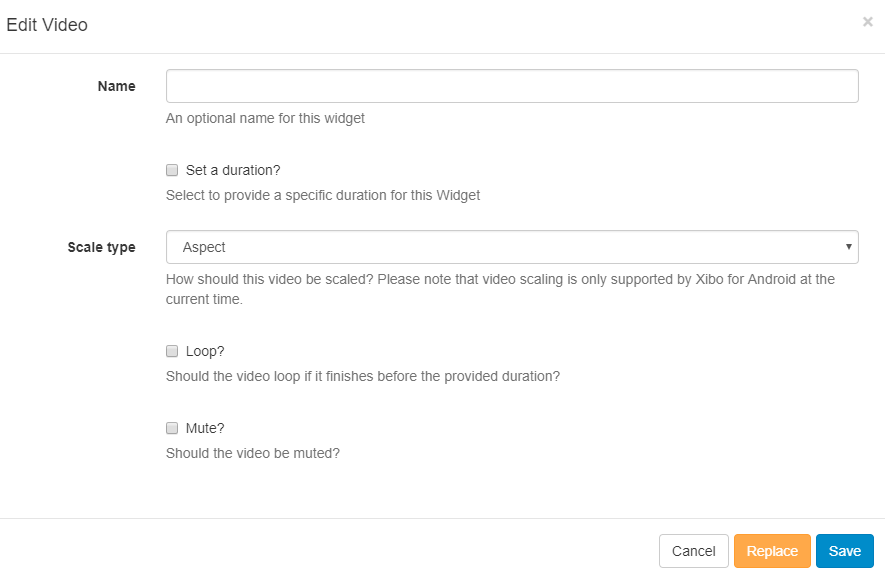 Edit Video
×
Name
An optional name for this widget
Set a duration?
Select to provide a specific duration for this Widget
Scale type
Aspect
How should this video be scaled? Please note that video scaling is only supported by Xibo for Android at the
current time.
Loop?
Should the video loop if it finishes before the provided duration?
Mute?
Should the video be muted?
Cancel Replace Save